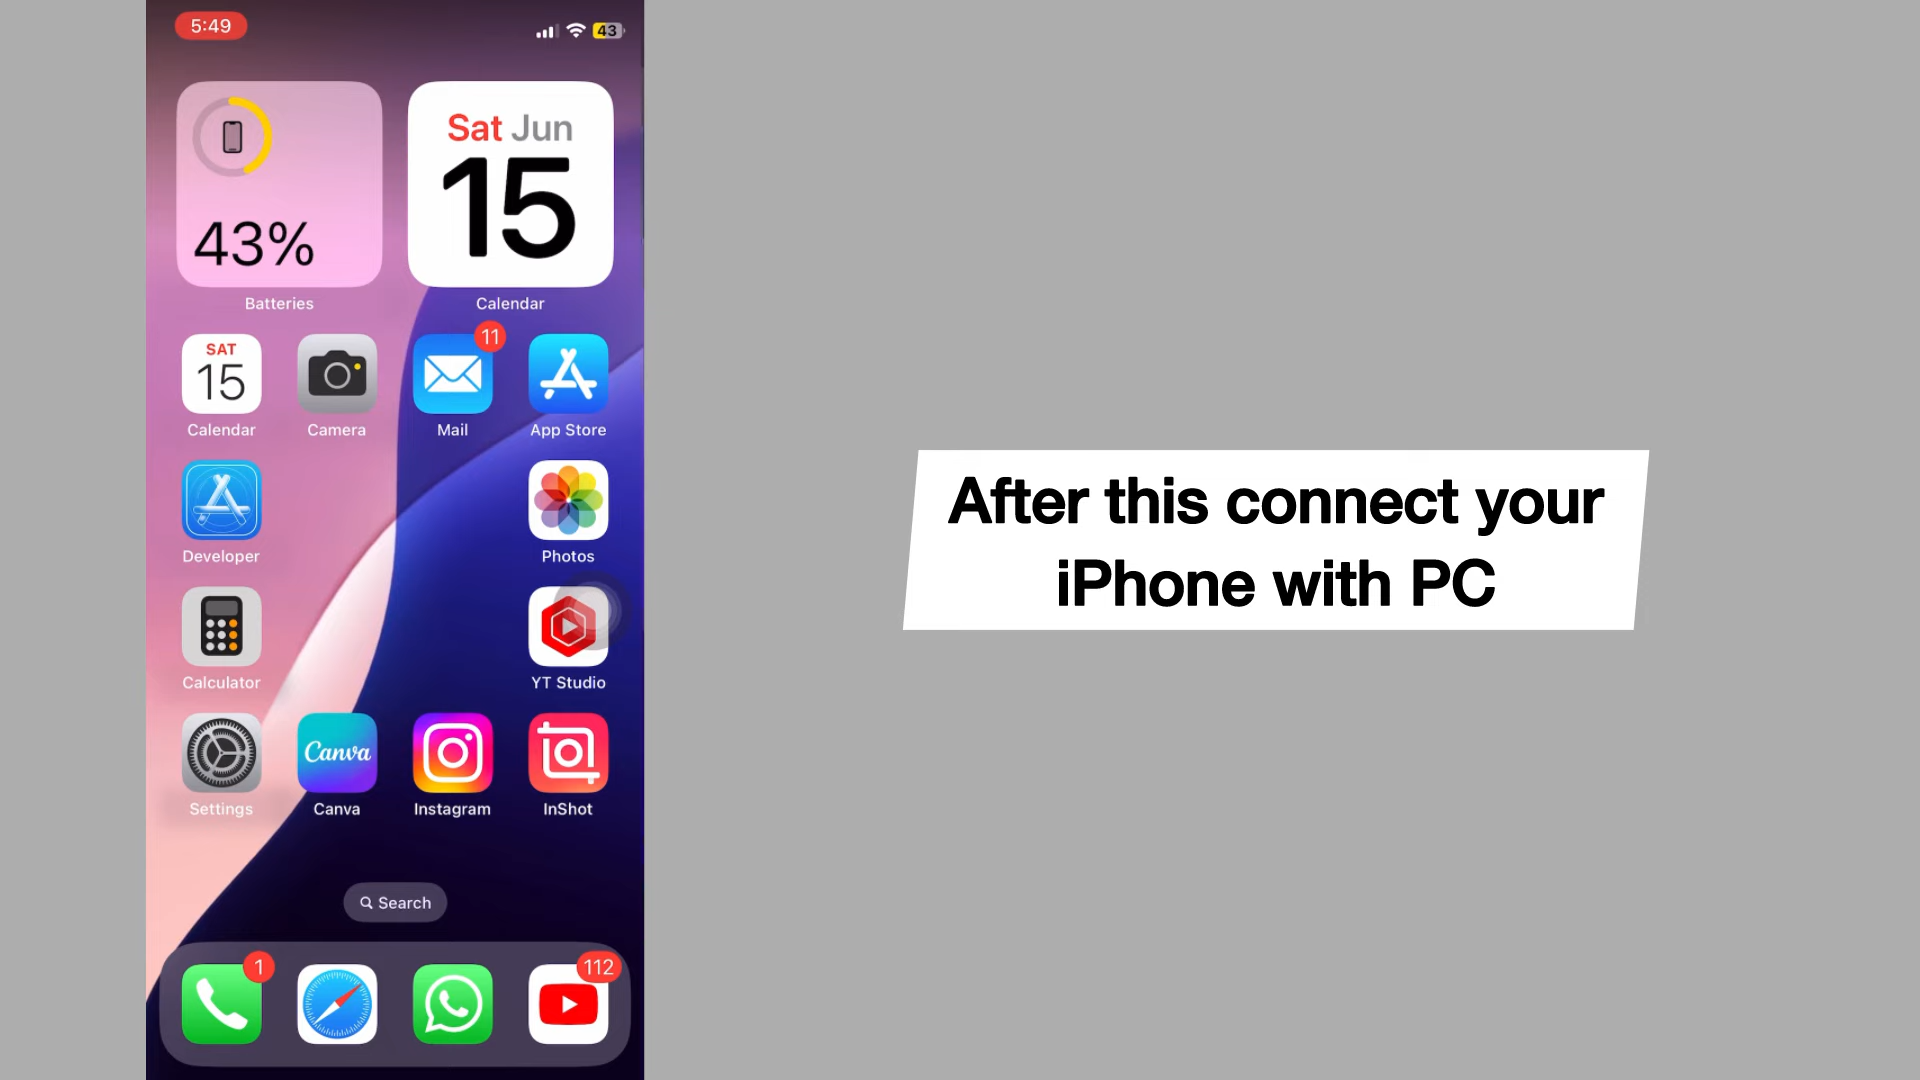 5:49
43
43%
Batteries
Sat Jun
15
Calendar
SAT
15
Calendar
Camera
11
Mail
App Store
Developer
Photos
Calculator
YT Studio
Settings
Canva
Canva
Instagram
InShot
Search
1
112
After this connect your
iPhone with PC